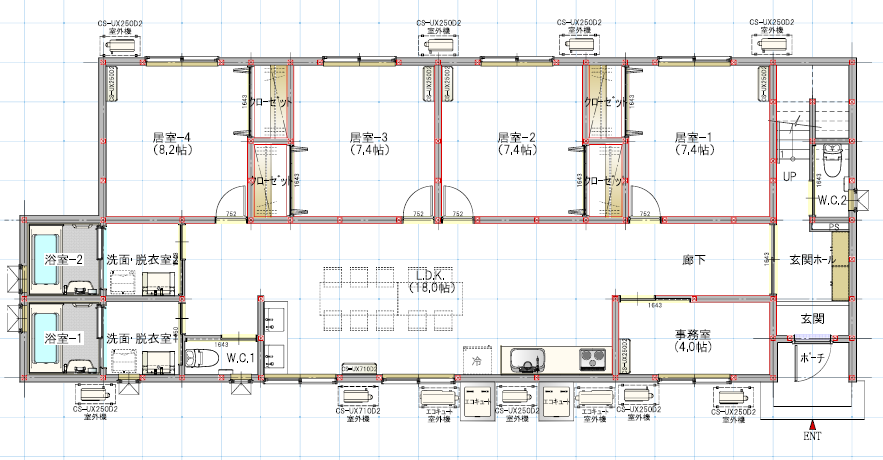 CS-UX250D2
室外機
CS-UX250D2
室外機
CS-UX250D2
室外機
CS-UX250D2
室外機
CS-UX250D2
CS-UX250D2
CS-UX250D2
CS-UX250D2
1643
クローゼット
1643
クローゼット
居室-4
(8,2帖)
居室-3
(7,4帖)
居室-2
(7,4帖)
居室-1
(7,4帖)
クローゼット
1643
クローゼット
1643
UP
1643
W.C.2
752
752
752
752
PS
浴室-2
洗面・脱衣室2
L.D.K.
(18,0帖)
廊下
1643
玄関ホール
浴室-1
洗面・脱衣室1
1643
W.C.1
1643
事務室
(4,0帖)
玄関
ポーチ
冷
CS-UX710D2
CS-UX250D2
CS-UX250D2
室外機
CS-UX710D2
室外機
エコキュート
室外機
エコキュート
CS-UX250D2
室外機
エコキュート
エコキュート
室外機
CS-UX250D2
室外機
CS-UX250D2
室外機
ENT